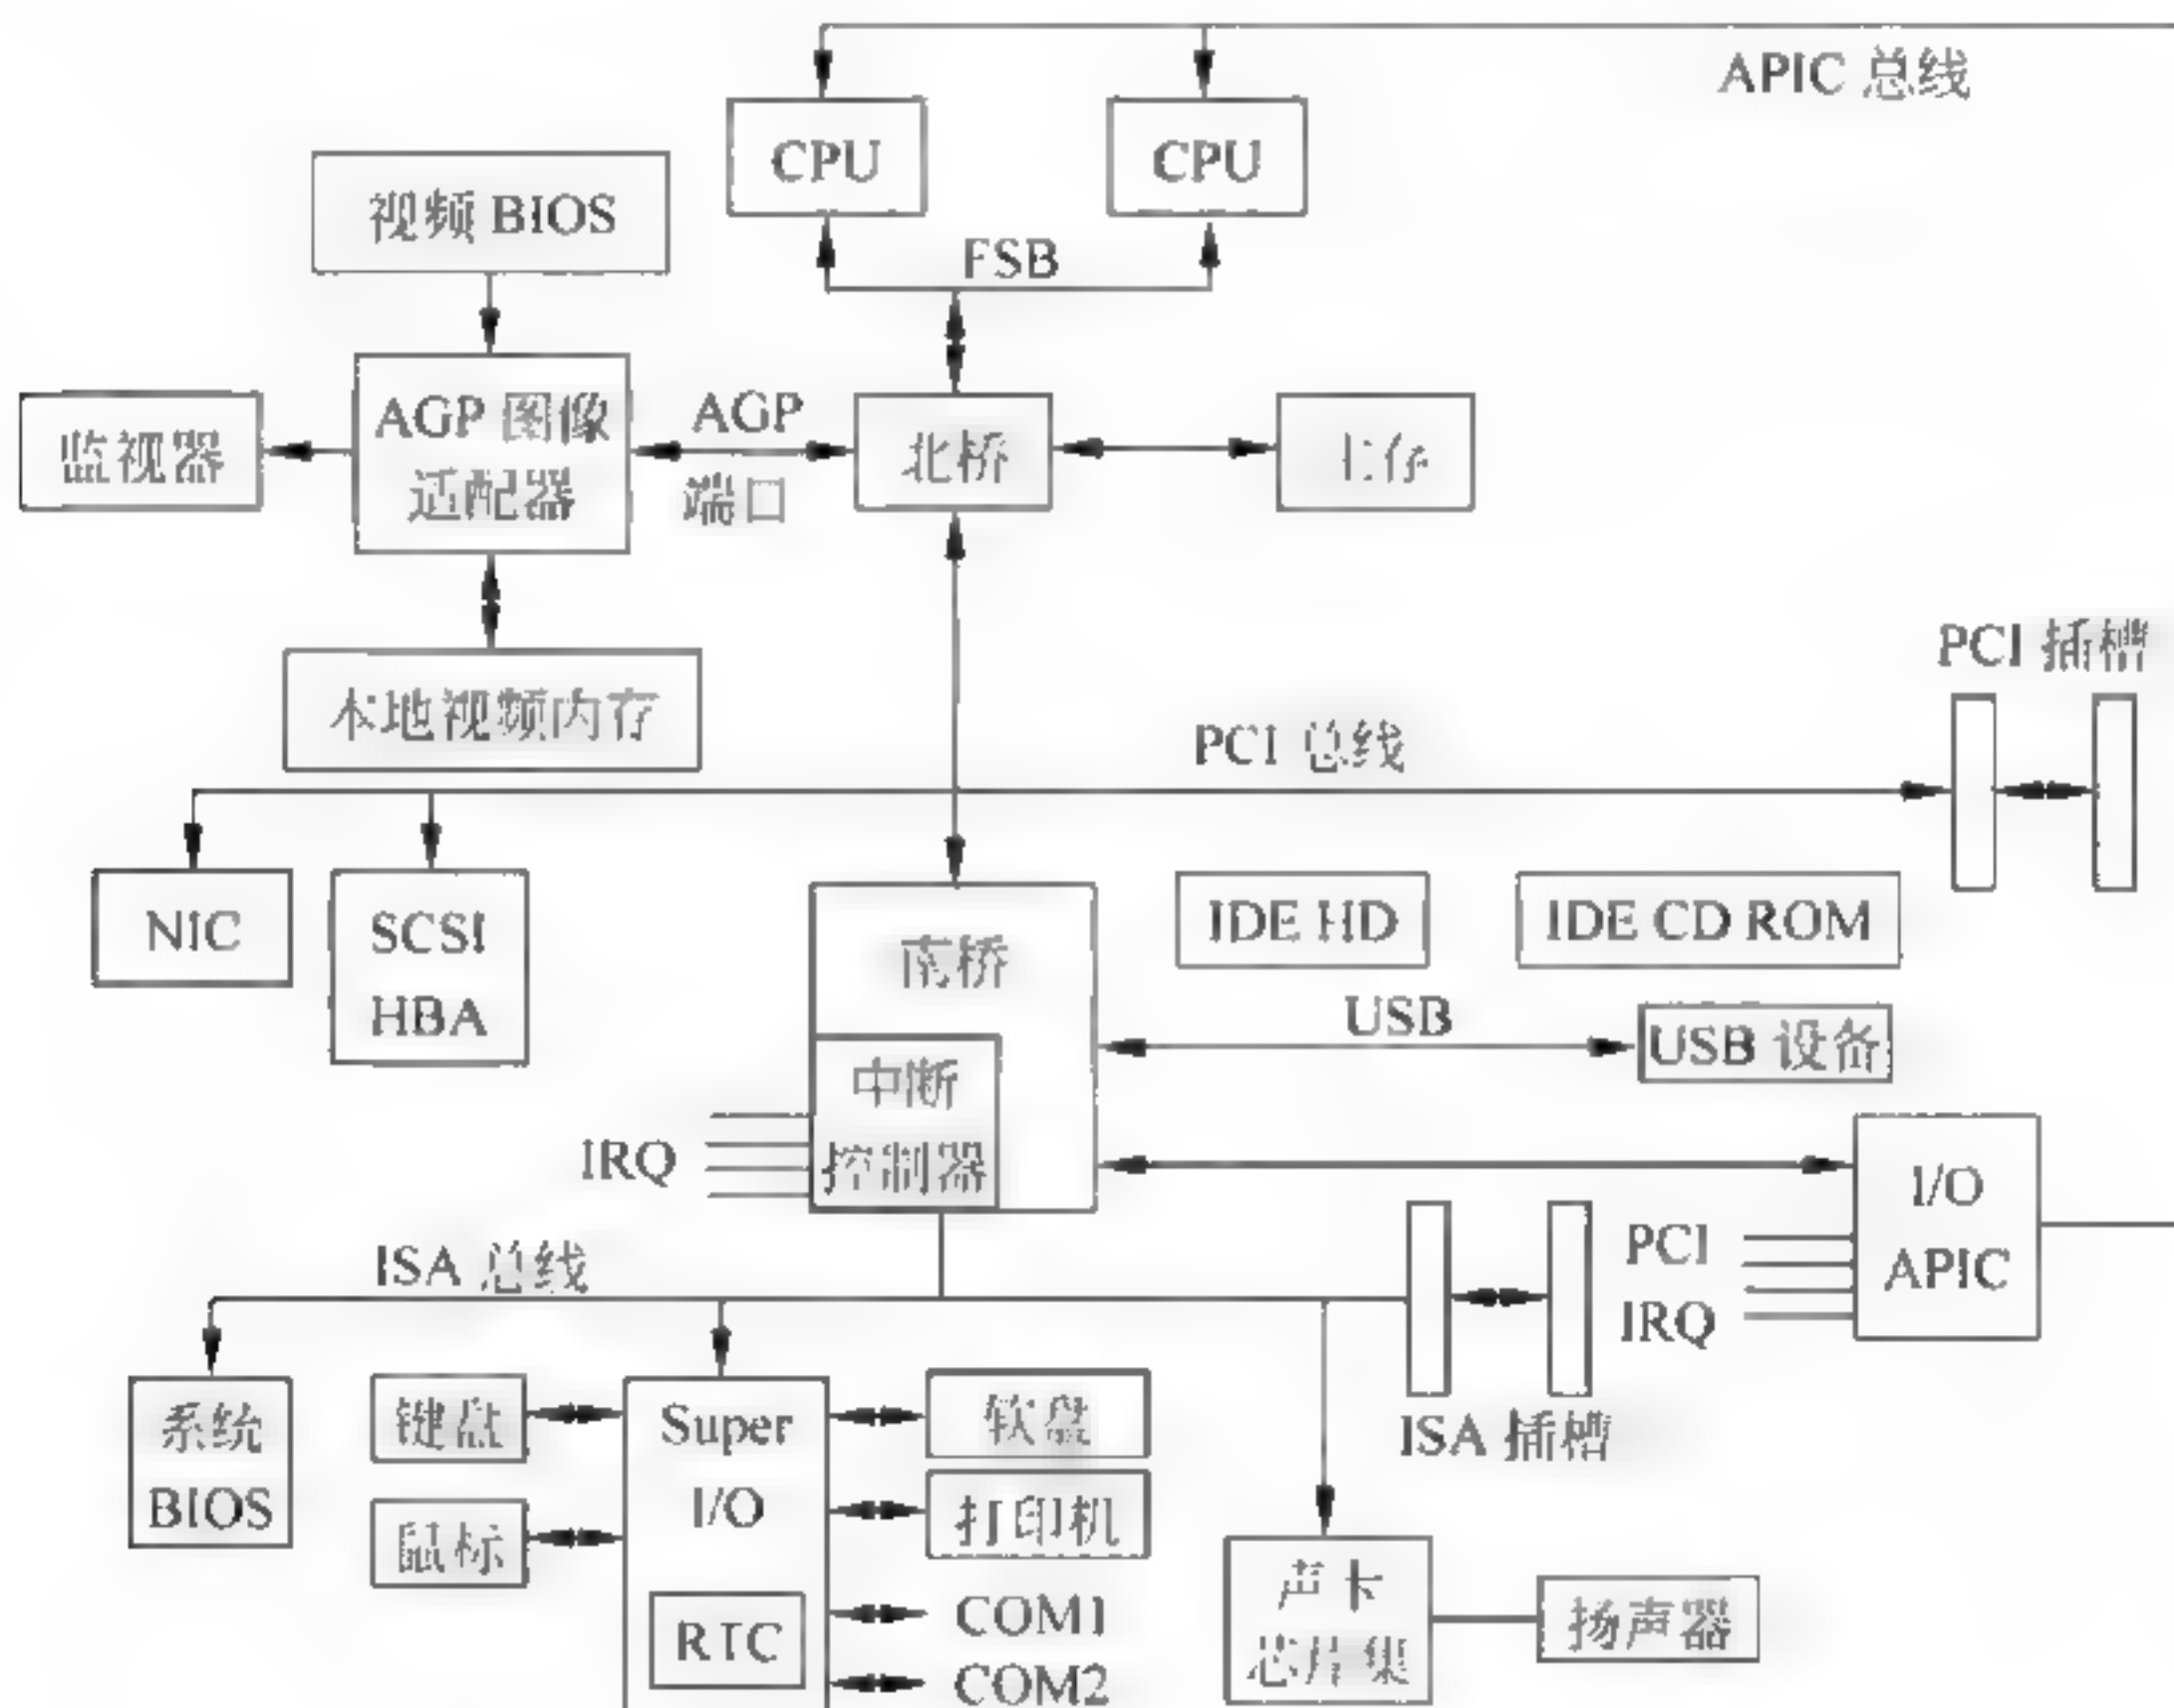 APIC 总线
CPU
CPU
视频 BIOS
FSB
AGP 图像
适配器
AGP
端口
监视器
北桥
主存
本地视频内存
PCI 插槽
PCI 总线
NIC
SCSI
HBA
南桥
IDE HD
IDE CD ROM
USB
USB 设备
中断
控制器
IRQ
I/O
APIC
PCI
IRQ
ISA 总线
ISA 插槽
系统
BIOS
键盘
鼠标
Super
I/O
RTC
软盘
打印机
COM1
COM2
声卡
芯片集
扬声器